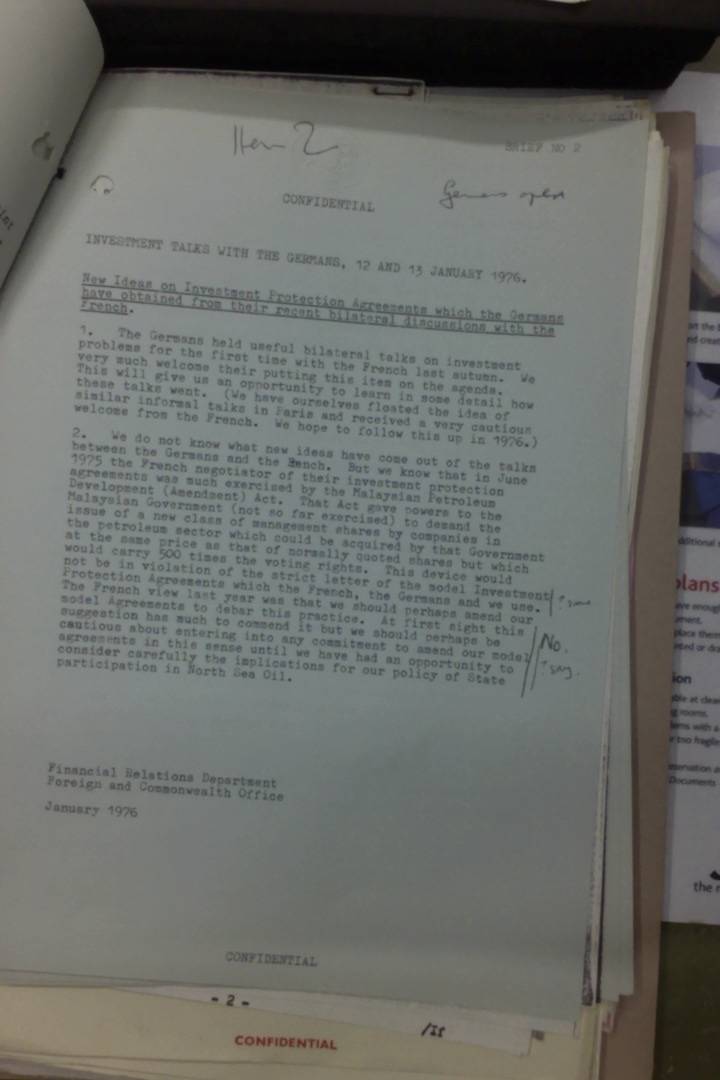 Item 2
BRIEF NO 2
CONFIDENTIAL
INVESTMENT TALKS WITH THE GERMANS, 12 AND 13 JANUARY 1976.
New Ideas on Investment Protection Agreements which the Germans
have obtained from their recent bilateral discussions with the
French.
1. The Germans held useful bilateral talks on investment
problems for the first time with the French last autumn. We
very much welcome their putting this item on the agenda.
This will give us an opportunity to learn in some detail how
these talks went. (We have ourselves floated the idea of
similar informal talks in Paris and received a very cautious
welcome from the French. We hope to follow this up in 1976.)
2. We do not know what new ideas have come out of the talks
between the Germans and the French. But we know that in June
1975 the French negotiator of their investment protection
agreements was much exercised by the Malaysian Petroleum
Development (Amendment) Act. That Act gave powers to the
Malaysian Government (not so far exercised) to demand the
issue of a new class of management shares by companies in
the petroleum sector which could be acquired by that Government
at the same price as that of normally quoted shares but which
would carry 500 times the voting rights. This device would
not be in violation of the strict letter of the model Investment
Protection Agreements which the French, the Germans and we use.
The French view last year was that we should perhaps amend our
model Agreements to debar this practice. At first sight this
suggestion has much to commend it but we should perhaps be
cautious about entering into any commitment to amend our model
agreements in this sense until we have had an opportunity to
consider carefully the implications for our policy of State
participation in North Sea Oil.
No.
Financial Relations Department
Foreign and Commonwealth Office
January 1976
CONFIDENTIAL
- 2 -
CONFIDENTIAL
plans
the